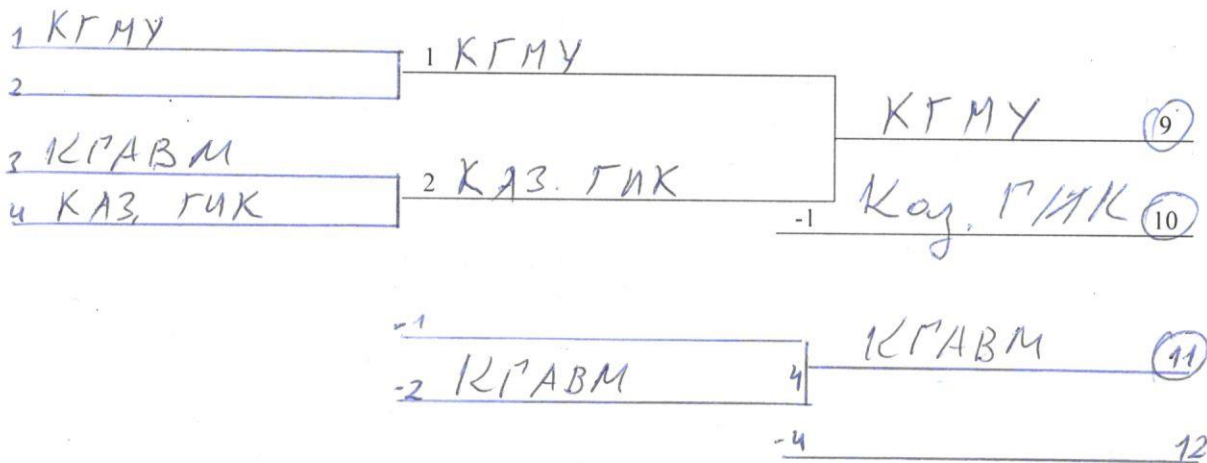 1 КГМУ
1 КГМУ
2
КГМУ 9
3 КГАВМ
2 КАЗ. ГИК
4 КАЗ. ГИК
-1 Каз. ГИК 10
-1
КГАВМ 11
-2 КГАВМ 4
-4 12